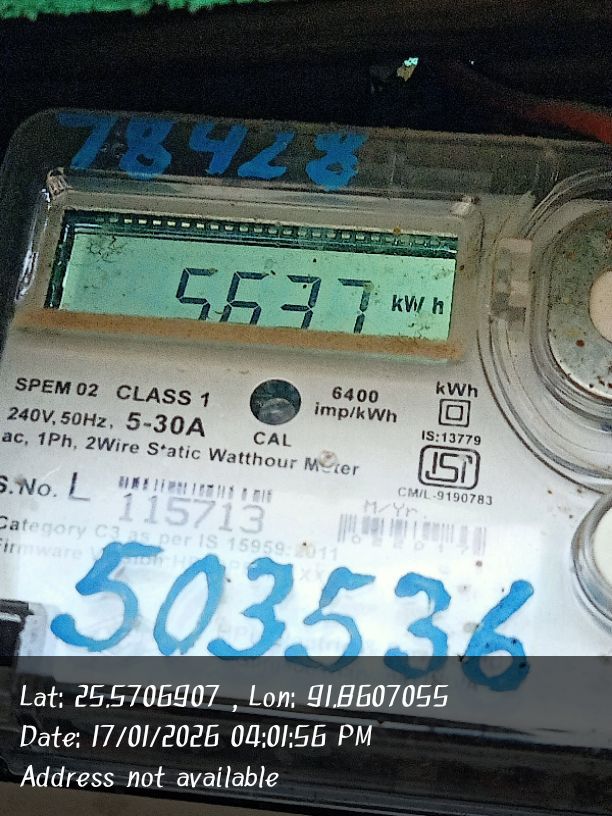 78428
5637 kWh
SPEM 02 CLASS 1
6400
imp/kWh
kWh
240V, 50Hz, 5-30A
CAL
IS:13779
ac, 1Ph, 2Wire Static Watthour Meter
CM/L-9190783
S.No. L 115713
M/Yr.
Category C3 as per IS 15959:2011
Firmware
503536
Lat: 25.5706907 , Lon: 91.8607055
Date: 17/01/2026 04:01:56 PM
Address not available